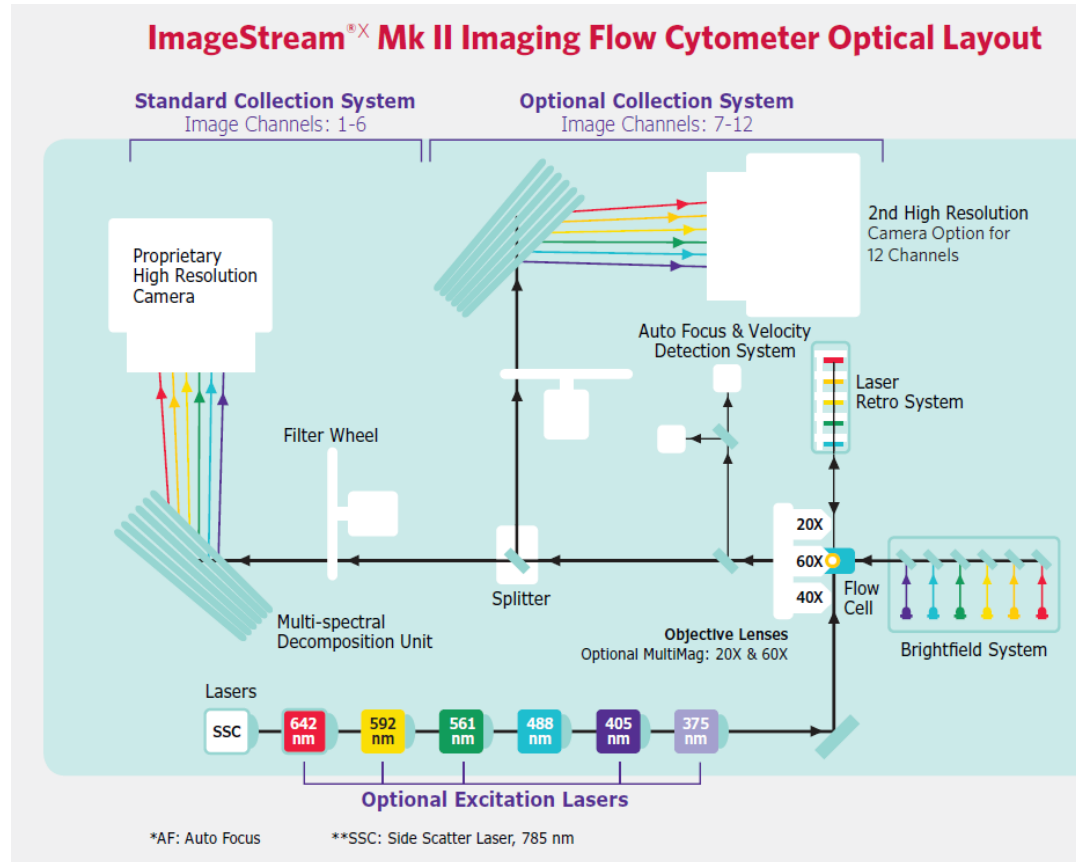 ImageStream®X Mk II Imaging Flow Cytometer Optical Layout
Standard Collection System
Image Channels: 1-6
Optional Collection System
Image Channels: 7-12
Proprietary
High Resolution
Camera
2nd High Resolution
Camera Option for
12 Channels
Auto Focus & Velocity
Detection System
Laser
Retro System
Filter Wheel
20X
60X
40X
Flow
Cell
Splitter
Multi-spectral
Decomposition Unit
Objective Lenses
Optional MultiMag: 20X & 60X
Brightfield System
Lasers
SSC
642
nm
592
nm
561
nm
488
nm
405
nm
375
nm
Optional Excitation Lasers
*AF: Auto Focus
**SSC: Side Scatter Laser, 785 nm